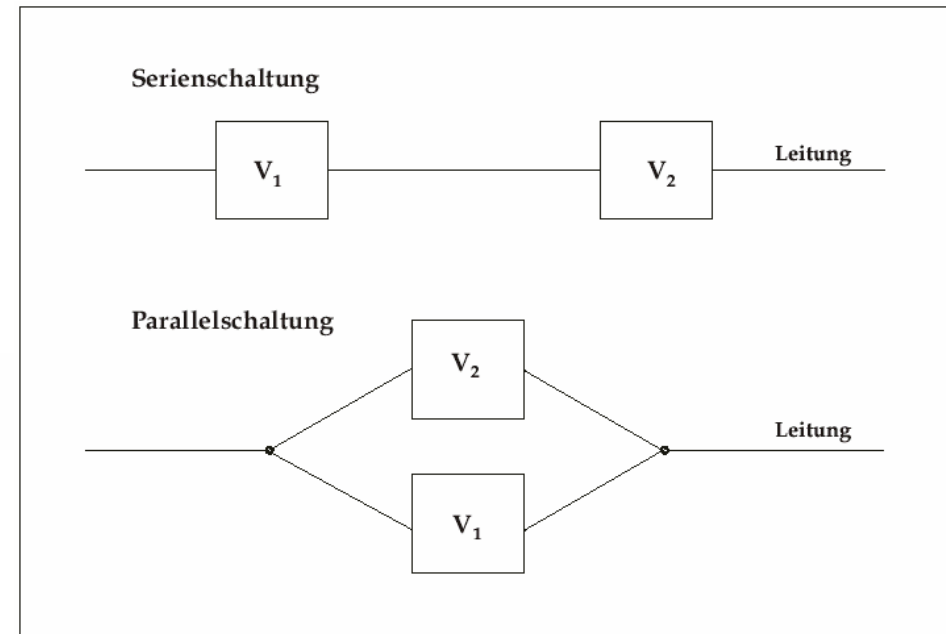 Serienschaltung
V₁
V₂
Leitung
Parallelschaltung
V₂
Leitung
V₁